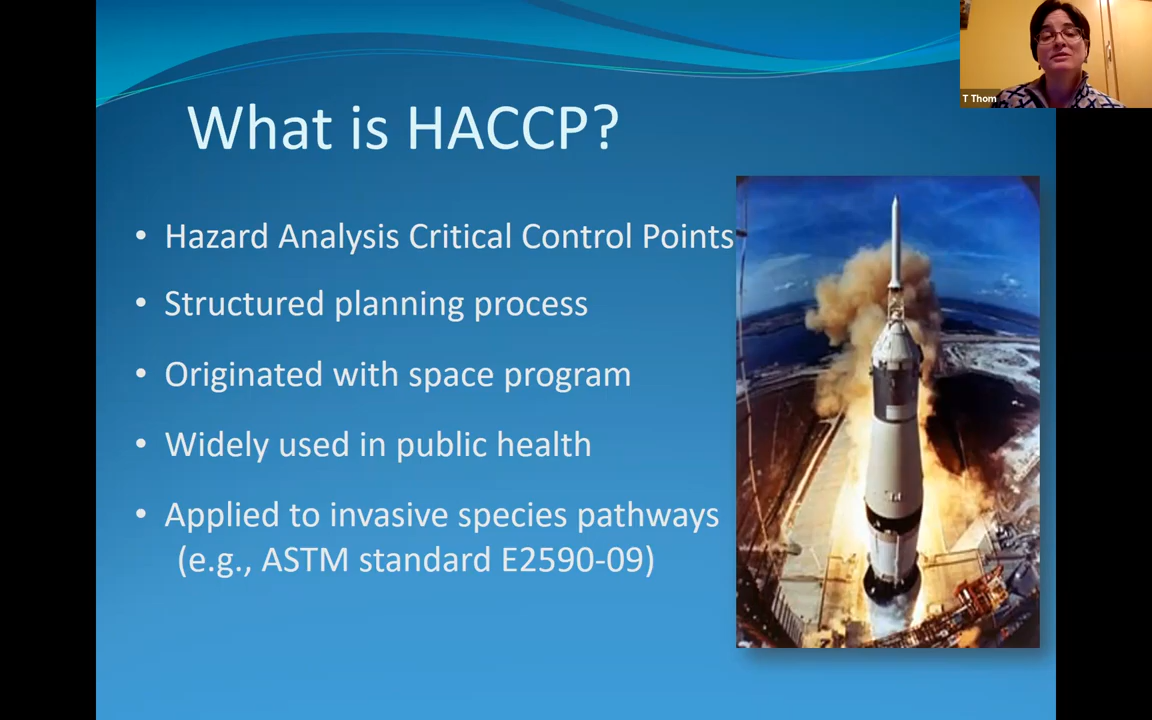 What is HACCP?
• Hazard Analysis Critical Control Points
• Structured planning process
• Originated with space program
• Widely used in public health
• Applied to invasive species pathways
(e.g., ASTM standard E2590-09)
T Thom